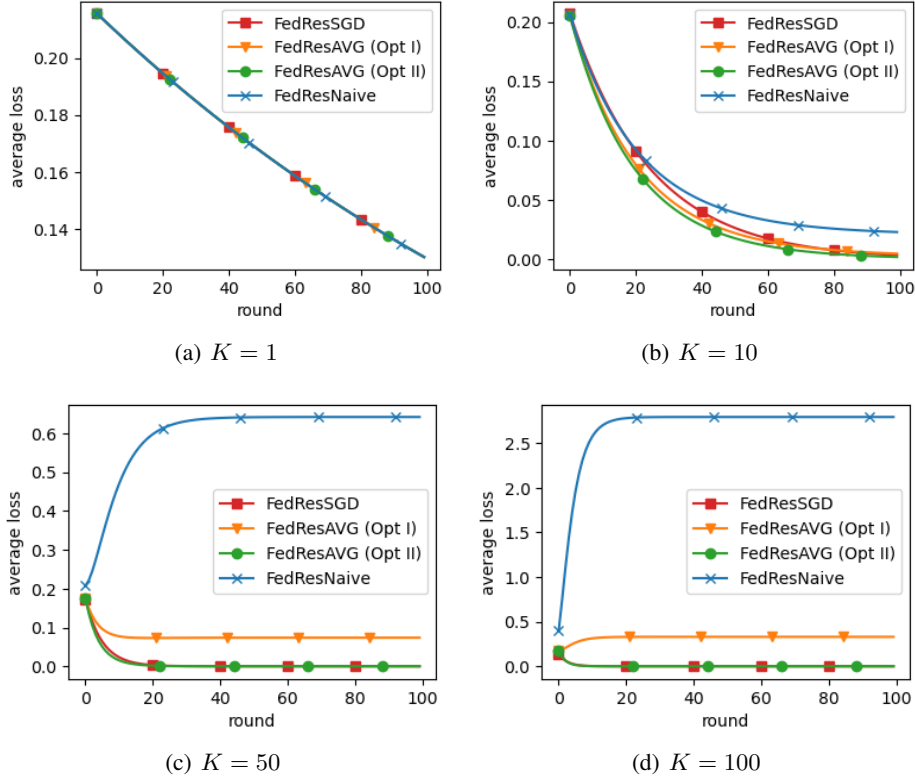 0.20
0.18
0.16
0.14
average loss
0 20 40 60 80 100
round
FedResSGD
FedResAVG (Opt I)
FedResAVG (Opt II)
FedResNaive
(a) K = 1
0.20
0.15
0.10
0.05
0.00
average loss
0 20 40 60 80 100
round
FedResSGD
FedResAVG (Opt I)
FedResAVG (Opt II)
FedResNaive
(b) K = 10
0.6
0.5
0.4
0.3
0.2
0.1
0.0
average loss
0 20 40 60 80 100
round
FedResSGD
FedResAVG (Opt I)
FedResAVG (Opt II)
FedResNaive
(c) K = 50
2.5
2.0
1.5
1.0
0.5
0.0
average loss
0 20 40 60 80 100
round
FedResSGD
FedResAVG (Opt I)
FedResAVG (Opt II)
FedResNaive
(d) K = 100